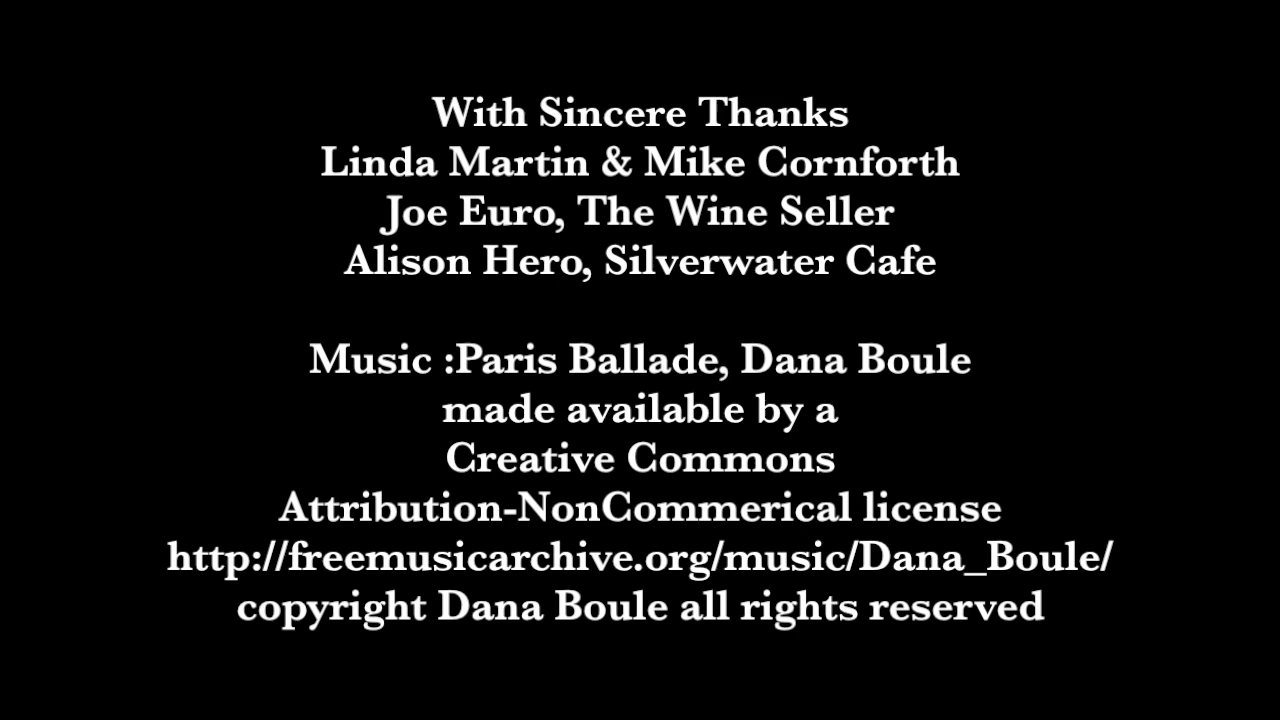 With Sincere Thanks
Linda Martin & Mike Cornforth
Joe Euro, The Wine Seller
Alison Hero, Silverwater Cafe
Music :Paris Ballade, Dana Boule
made available by a
Creative Commons
Attribution-NonCommerical license
http://freemusicarchive.org/music/Dana_Boule/
copyright Dana Boule all rights reserved